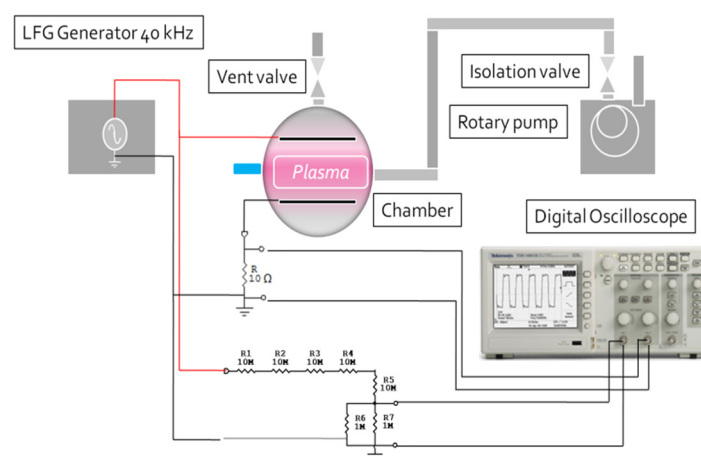 LFG Generator 40 kHz
Vent valve
Isolation valve
Rotary pump
Plasma
Chamber
Digital Oscilloscope
Tektronix
R
10 Ω
R1
10M
R2
10M
R3
10M
R4
10M
R5
10M
R6
1M
R7
1M